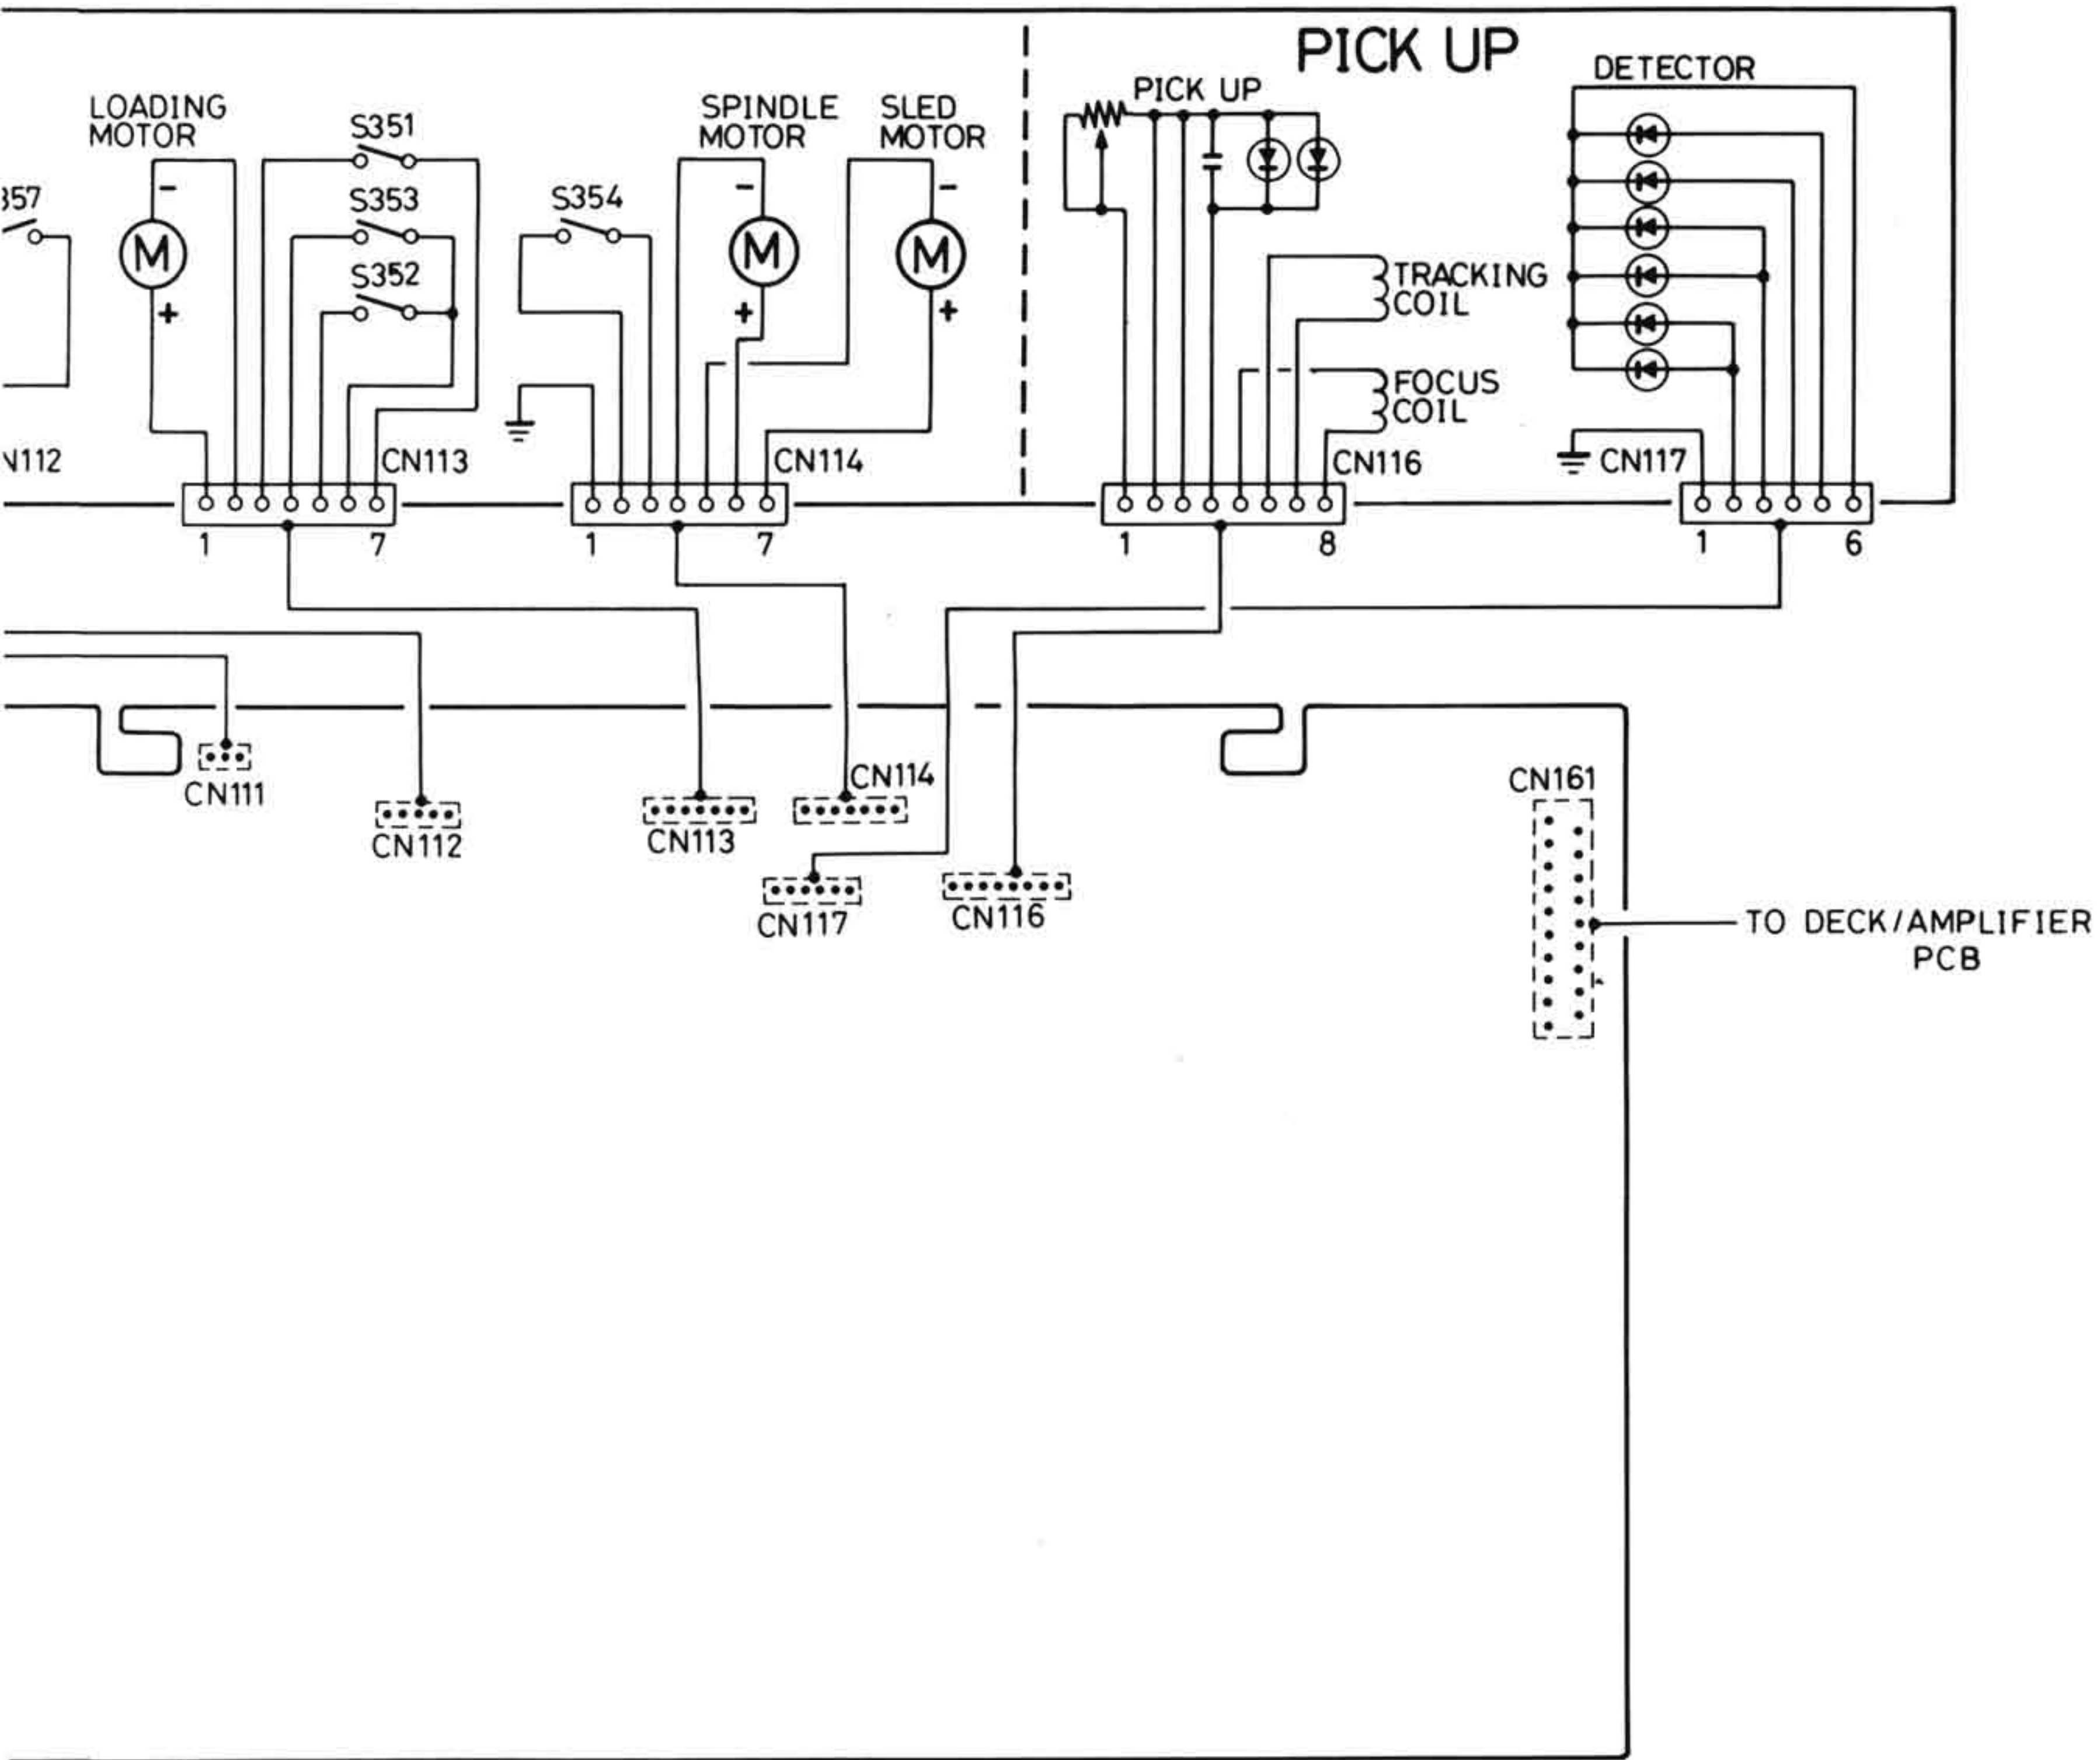 PICK UP
DETECTOR
PICK UP
LOADING
MOTOR
SPINDLE
MOTOR
SLED
MOTOR
S351
S353
S352
S354
357
-
-
-
M
M
M
+
+
+
TRACKING
COIL
FOCUS
COIL
N112
CN113
CN114
CN116
CN117
1 7
1 7
1 8
1 6
CN111
CN112
CN113
CN114
CN117
CN116
CN161
TO DECK/AMPLIFIER
PCB